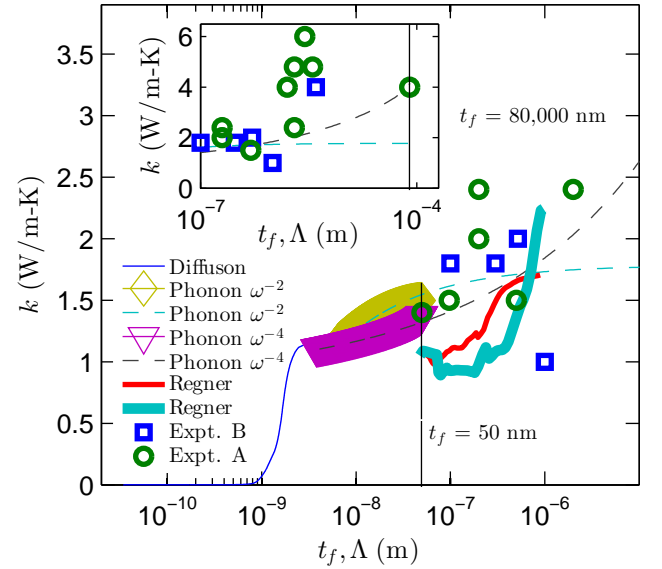 6
4
2
0
k (W/m-K)
10⁻⁷
10⁻⁴
t_f, Λ (m)
t_f = 80,000 nm
3.5
3
2.5
2
1.5
1
0.5
0
k (W/m-K)
Diffuson
Phonon ω⁻²
Phonon ω⁻²
Phonon ω⁻⁴
Phonon ω⁻⁴
Regner
Regner
Expt. B
Expt. A
t_f = 50 nm
10⁻¹⁰
10⁻⁹
10⁻⁸
10⁻⁷
10⁻⁶
t_f, Λ (m)